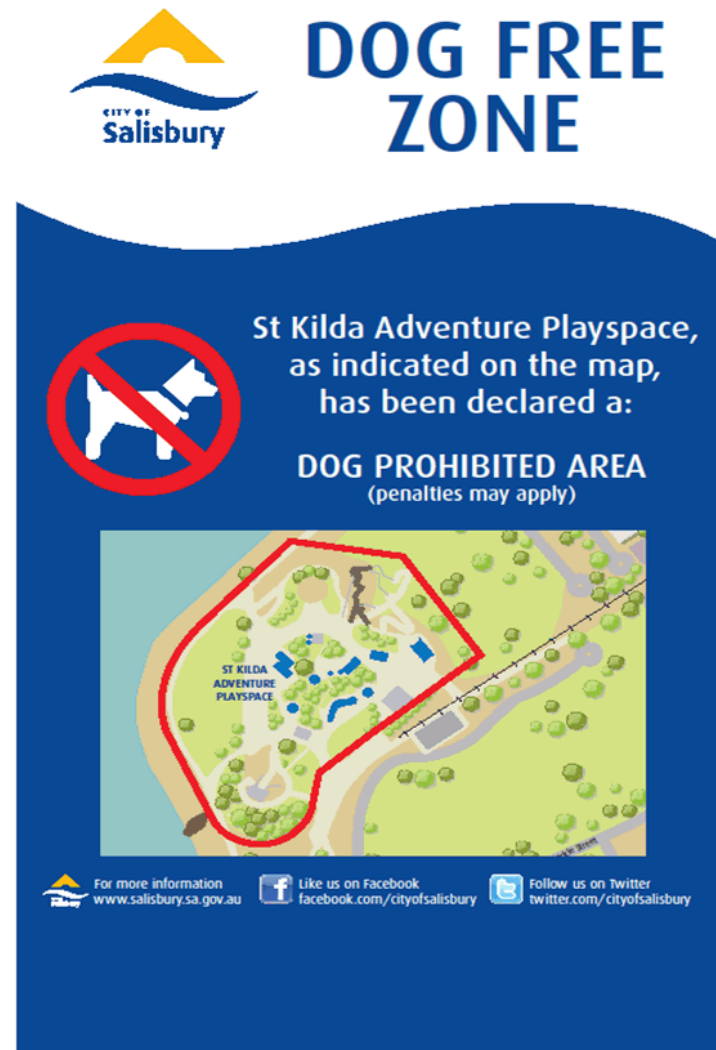 CITY OF
Salisbury
DOG FREE
ZONE
St Kilda Adventure Playspace,
as indicated on the map,
has been declared a:
DOG PROHIBITED AREA
(penalties may apply)
ST KILDA
ADVENTURE
PLAYSPACE
Street
For more information
www.salisbury.sa.gov.au
Like us on Facebook
facebook.com/cityofsalisbury
Follow us on Twitter
twitter.com/cityofsalisbury